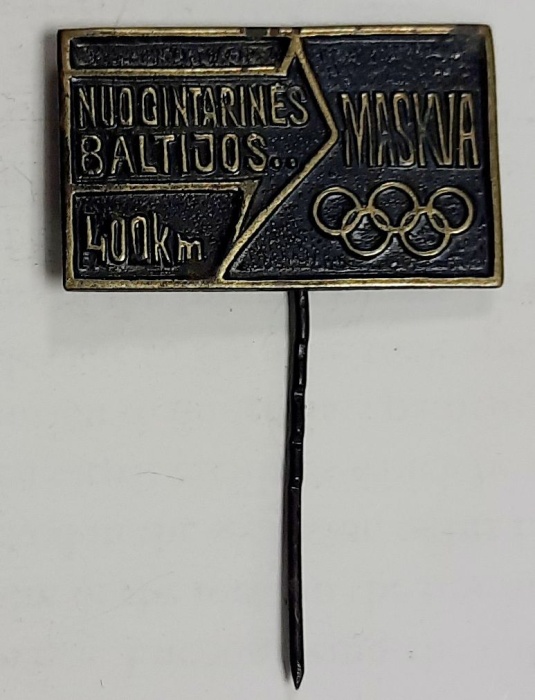 NUO GINTARINĖS
BALTIJOS..
400km
MASKVA